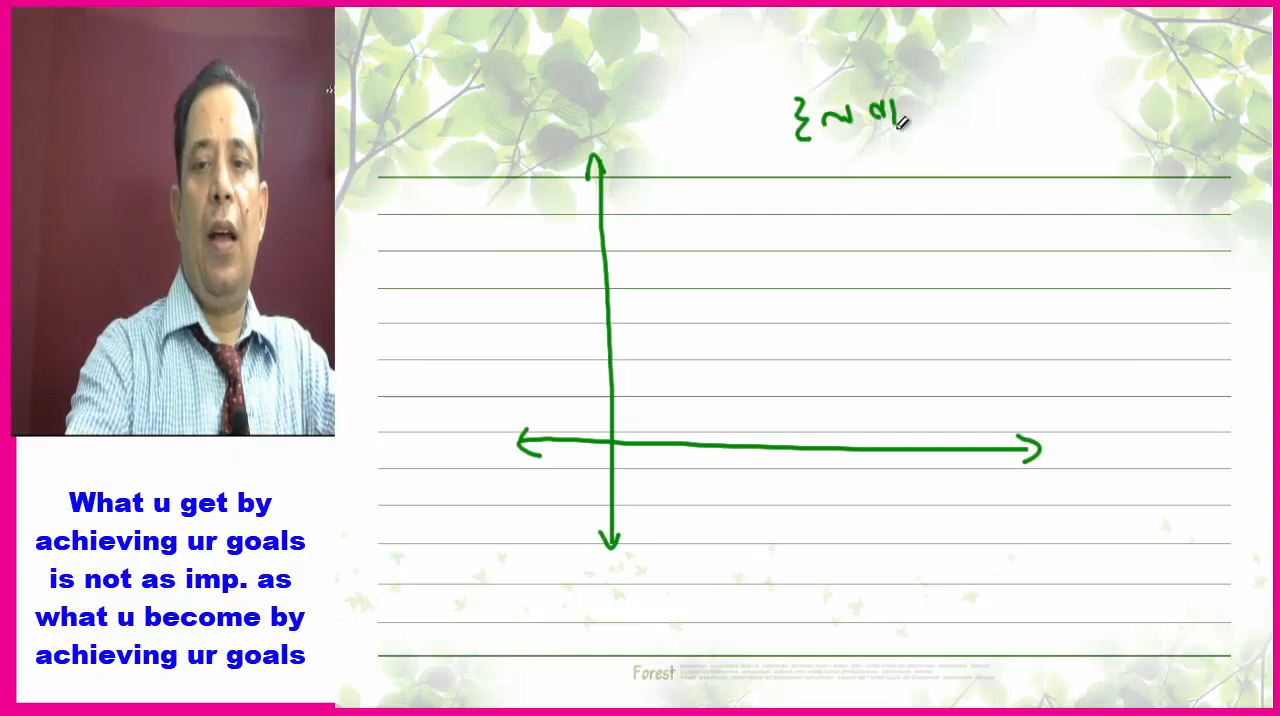 What u get by
achieving ur goals
is not as imp. as
what u become by
achieving ur goals
Forest